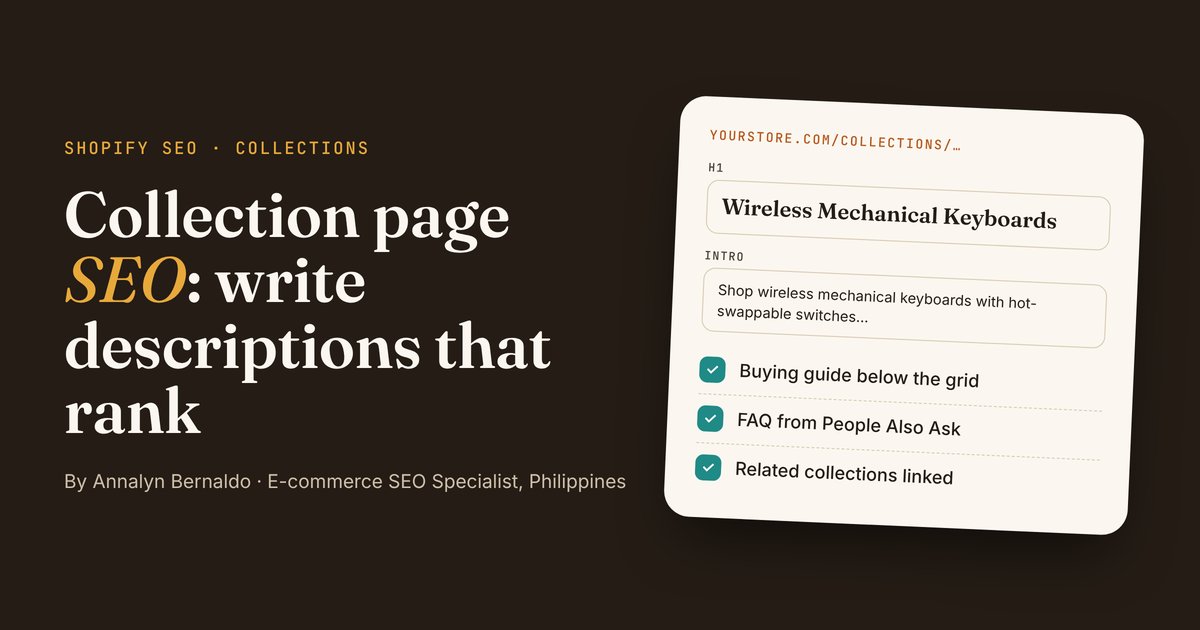 SHOPIFY SEO · COLLECTIONS
Collection page
SEO: write
descriptions that
rank
By Annalyn Bernaldo · E-commerce SEO Specialist, Philippines
YOURSTORE.COM/COLLECTIONS/…
H1
Wireless Mechanical Keyboards
INTRO
Shop wireless mechanical keyboards with hot-
swappable switches...
Buying guide below the grid
FAQ from People Also Ask
Related collections linked